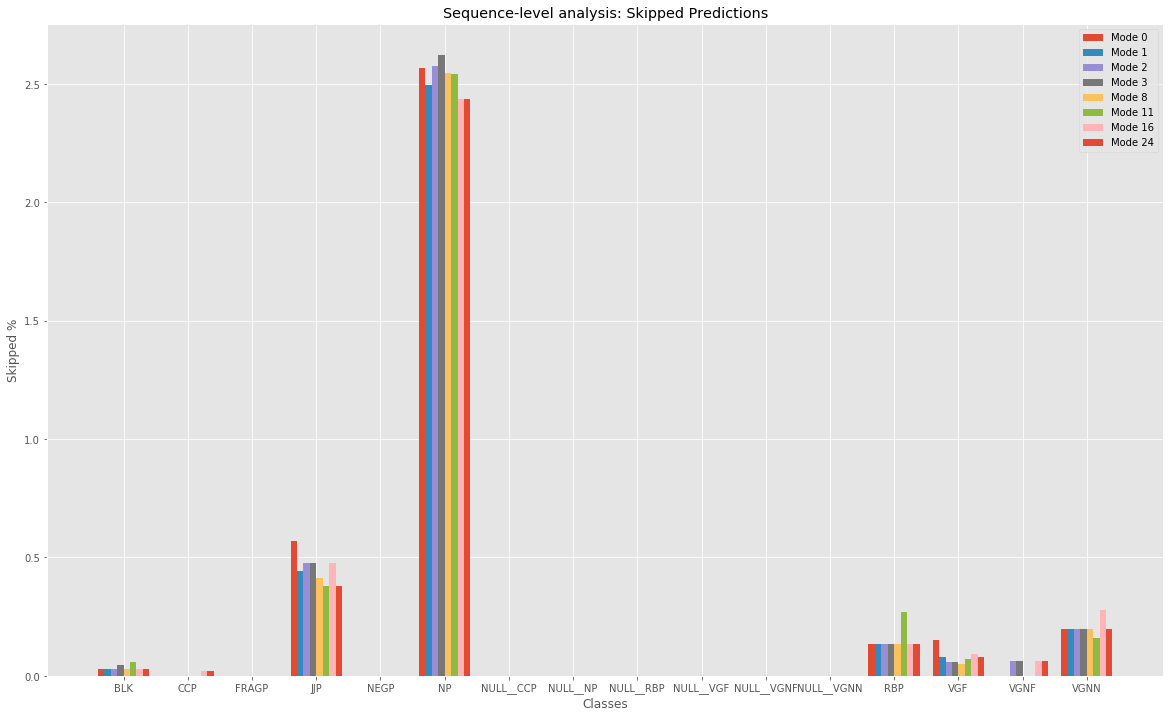 Sequence-level analysis: Skipped Predictions
Mode 0
Mode 1
Mode 2
Mode 3
Mode 8
Mode 11
Mode 16
Mode 24
Skipped %
2.5
2.0
1.5
1.0
0.5
0.0
BLK CCP FRAGP JJP NEGP NP NULL__CCP NULL__NP NULL__RBP NULL__VGF NULL__VGNF NULL__VGNN RBP VGF VGNF VGNN
Classes